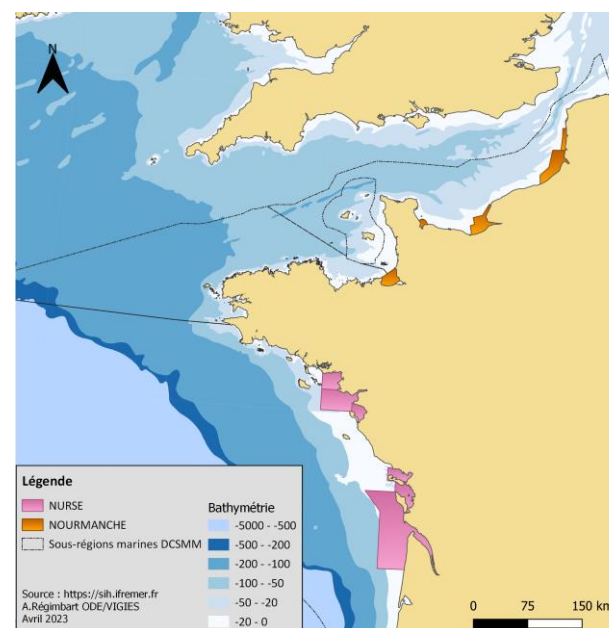 N
Légende
NURSE
NOURMANCHE
Sous-régions marines DCSMM
Source : https://sih.ifremer.fr
A.Régimbart ODE/VIGIES
Avril 2023
Bathymétrie
-5000 - -500
-500 - -200
-200 - -100
-100 - -50
-50 - -20
-20 - 0
0 75 150 km